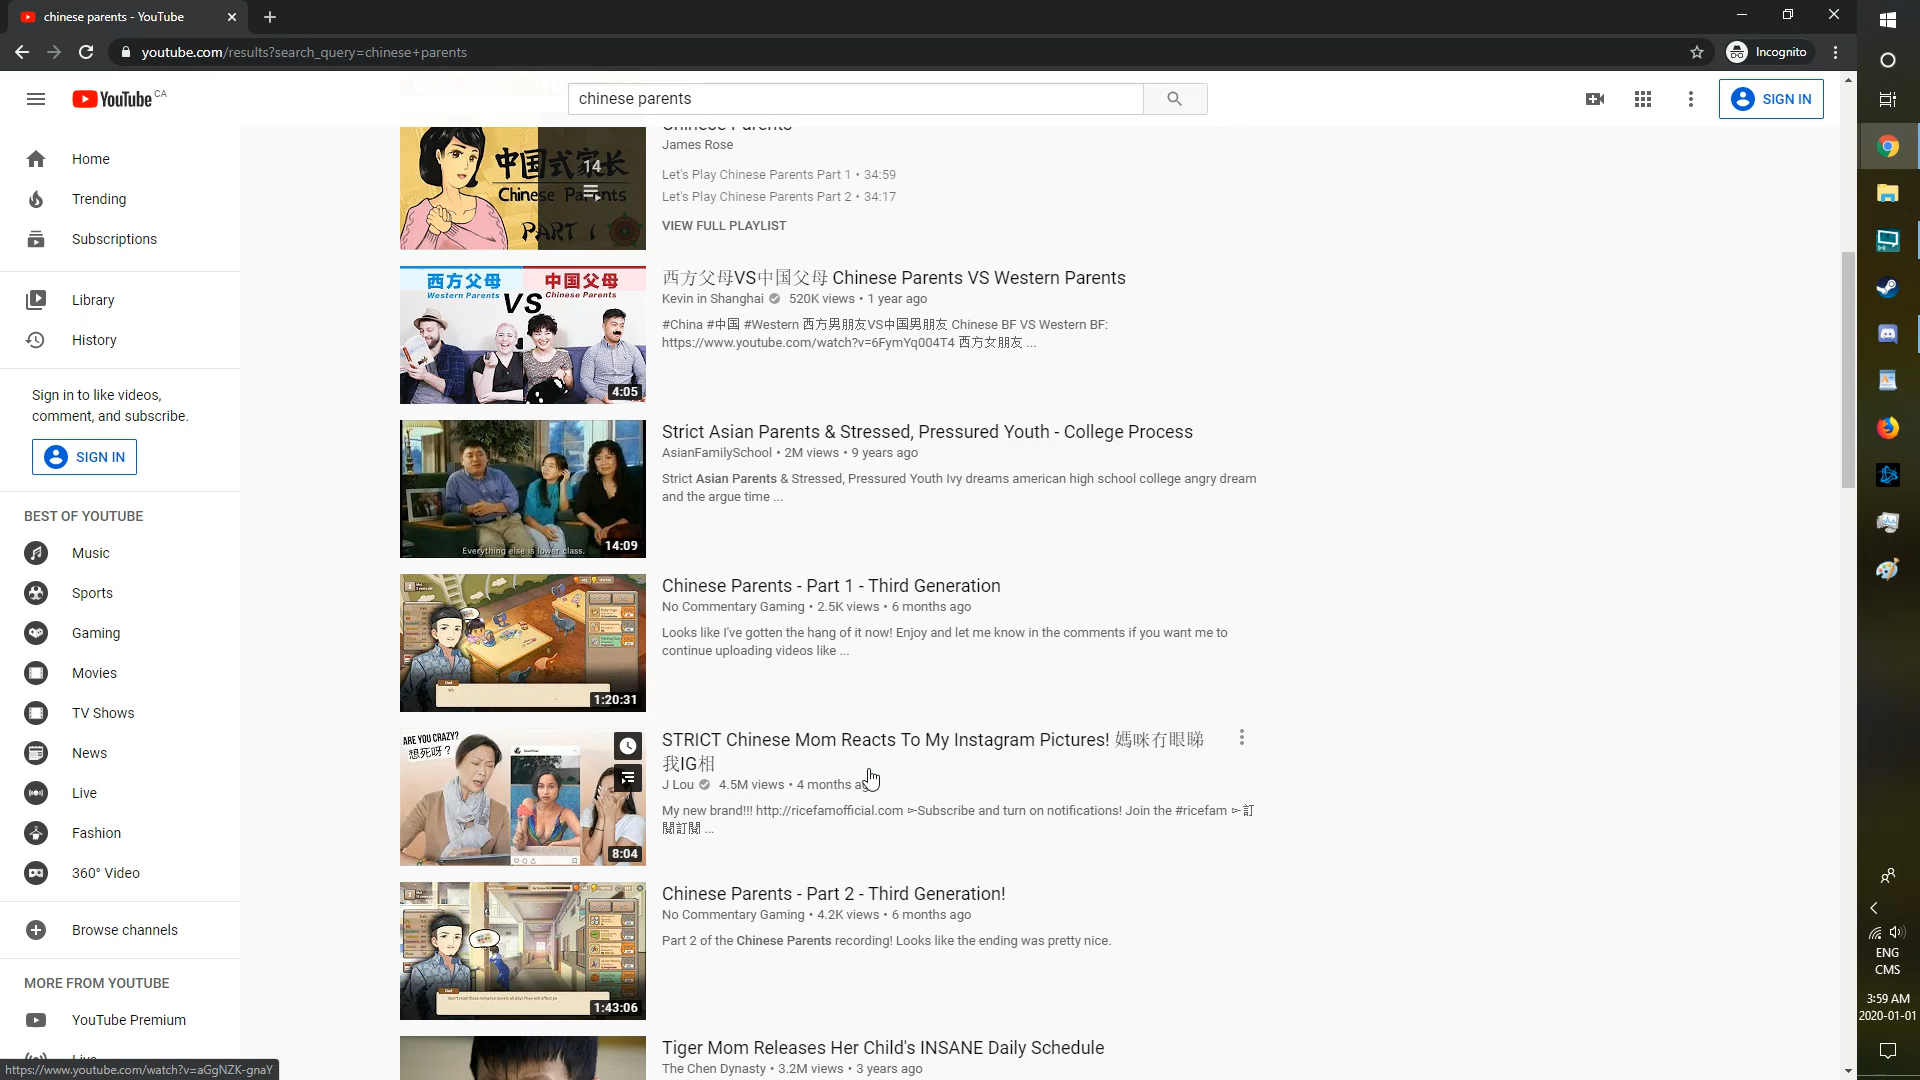 chinese parents - YouTube
youtube.com/results?search_query=chinese+parents
Incognito
YouTube CA
chinese parents
SIGN IN
Home
Trending
Subscriptions
Library
History
Sign in to like videos,
comment, and subscribe.
SIGN IN
BEST OF YOUTUBE
Music
Sports
Gaming
Movies
TV Shows
News
Live
Fashion
360° Video
Browse channels
MORE FROM YOUTUBE
YouTube Premium
Live
https://www.youtube.com/watch?v=aGgNZK-gnaY
中国式家长
Chinese Parents
PART 1
14
Chinese Parents
James Rose
Let's Play Chinese Parents Part 1 • 34:59
Let's Play Chinese Parents Part 2 • 34:17
VIEW FULL PLAYLIST
西方父母 中国父母
Western Parents VS Chinese Parents
4:05
西方父母VS中国父母 Chinese Parents VS Western Parents
Kevin in Shanghai 520K views • 1 year ago
#China #中国 #Western 西方男朋友VS中国男朋友 Chinese BF VS Western BF:
https://www.youtube.com/watch?v=6FymYq004T4 西方女朋友 ...
Everything else is lower class.
14:09
Strict Asian Parents & Stressed, Pressured Youth - College Process
AsianFamilySchool • 2M views • 9 years ago
Strict Asian Parents & Stressed, Pressured Youth Ivy dreams american high school college angry dream
and the argue time ...
1:20:31
Chinese Parents - Part 1 - Third Generation
No Commentary Gaming • 2.5K views • 6 months ago
Looks like I've gotten the hang of it now! Enjoy and let me know in the comments if you want me to
continue uploading videos like ...
ARE YOU CRAZY?
想死呀？
8:04
STRICT Chinese Mom Reacts To My Instagram Pictures! 媽咪冇眼睇
我IG相
J Lou 4.5M views • 4 months
My new brand!!! http://ricefamofficial.com ➣Subscribe and turn on notifications! Join the #ricefam ➣訂
閱訂閱 ...
1:43:06
Chinese Parents - Part 2 - Third Generation!
No Commentary Gaming • 4.2K views • 6 months ago
Part 2 of the Chinese Parents recording! Looks like the ending was pretty nice.
Tiger Mom Releases Her Child's INSANE Daily Schedule
The Chen Dynasty • 3.2M views • 3 years ago
ENG
CMS
3:59 AM
2020-01-01